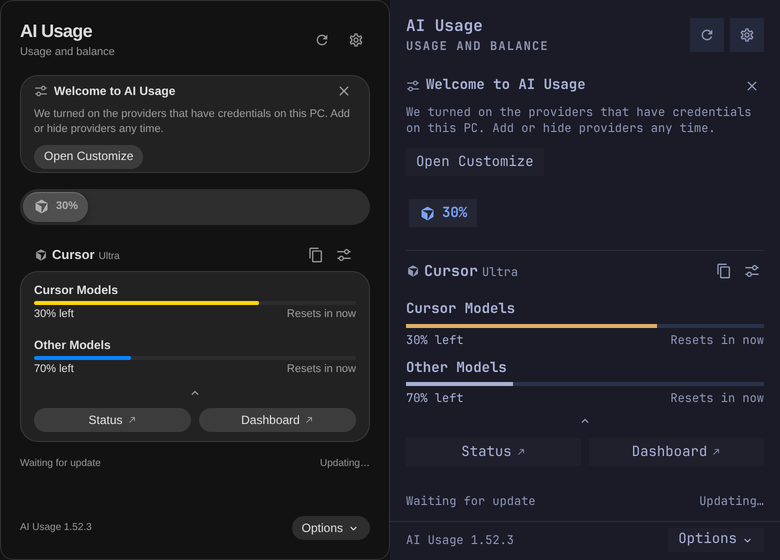 AI Usage
Usage and balance
Welcome to AI Usage
We turned on the providers that have credentials on this PC. Add
or hide providers any time.
Open Customize
30%
Cursor Ultra
Cursor Models
30% left Resets in now
Other Models
70% left Resets in now
Status
Dashboard
Waiting for update Updating…
AI Usage 1.52.3
Options
AI Usage
USAGE AND BALANCE
Welcome to AI Usage
We turned on the providers that have credentials
on this PC. Add or hide providers any time.
Open Customize
30%
Cursor Ultra
Cursor Models
30% left Resets in now
Other Models
70% left Resets in now
Status
Dashboard
Waiting for update Updating…
AI Usage 1.52.3
Options